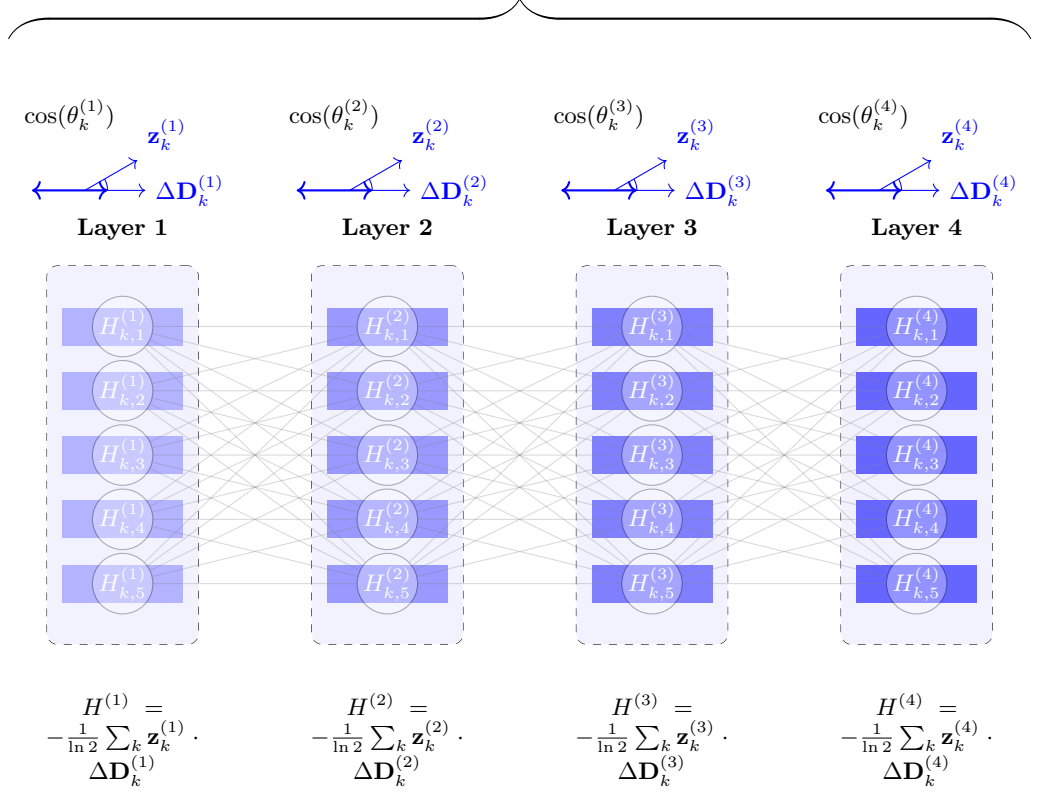 cos(θ_k^(1)) cos(θ_k^(2)) cos(θ_k^(3)) cos(θ_k^(4))
𝐳_k^(1) 𝐳_k^(2) 𝐳_k^(3) 𝐳_k^(4)
Δ𝐃_k^(1) Δ𝐃_k^(2) Δ𝐃_k^(3) Δ𝐃_k^(4)
Layer 1 Layer 2 Layer 3 Layer 4
H_{k,1}^(1) H_{k,1}^(2) H_{k,1}^(3) H_{k,1}^(4)
H_{k,2}^(1) H_{k,2}^(2) H_{k,2}^(3) H_{k,2}^(4)
H_{k,3}^(1) H_{k,3}^(2) H_{k,3}^(3) H_{k,3}^(4)
H_{k,4}^(1) H_{k,4}^(2) H_{k,4}^(3) H_{k,4}^(4)
H_{k,5}^(1) H_{k,5}^(2) H_{k,5}^(3) H_{k,5}^(4)
H^(1) = H^(2) = H^(3) = H^(4) =
−1/ln 2 ∑_k 𝐳_k^(1) · −1/ln 2 ∑_k 𝐳_k^(2) · −1/ln 2 ∑_k 𝐳_k^(3) · −1/ln 2 ∑_k 𝐳_k^(4) ·
Δ𝐃_k^(1) Δ𝐃_k^(2) Δ𝐃_k^(3) Δ𝐃_k^(4)